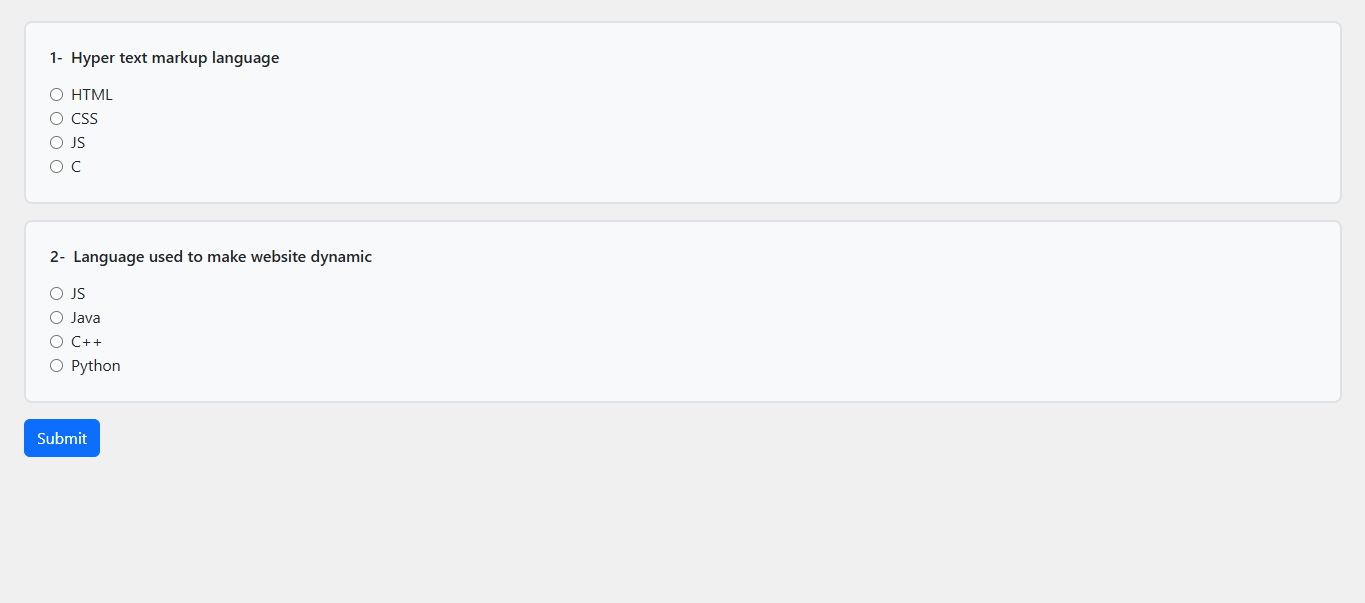 1- Hyper text markup language
HTML
CSS
JS
C
2- Language used to make website dynamic
JS
Java
C++
Python
Submit